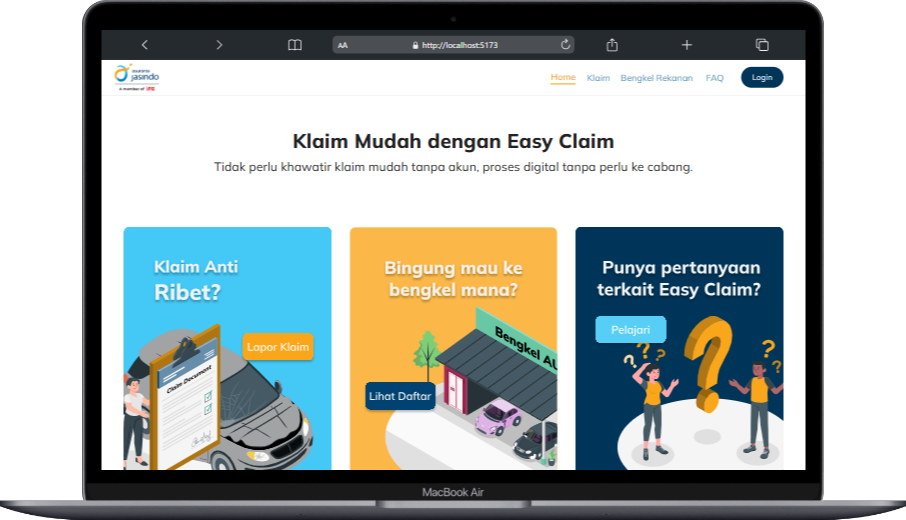 AA
http://localhost:5173
asuransi
jasindo
A member of IFG
Home
Klaim
Bengkel Rekanan
FAQ
Login
Klaim Mudah dengan Easy Claim
Tidak perlu khawatir klaim mudah tanpa akun, proses digital tanpa perlu ke cabang.
Klaim Anti
Ribet?
Lapor Klaim
Claim Document
Bingung mau ke
bengkel mana?
Bengkel Au
Lihat Daftar
Punya pertanyaan
terkait Easy Claim?
Pelajari
MacBook Air